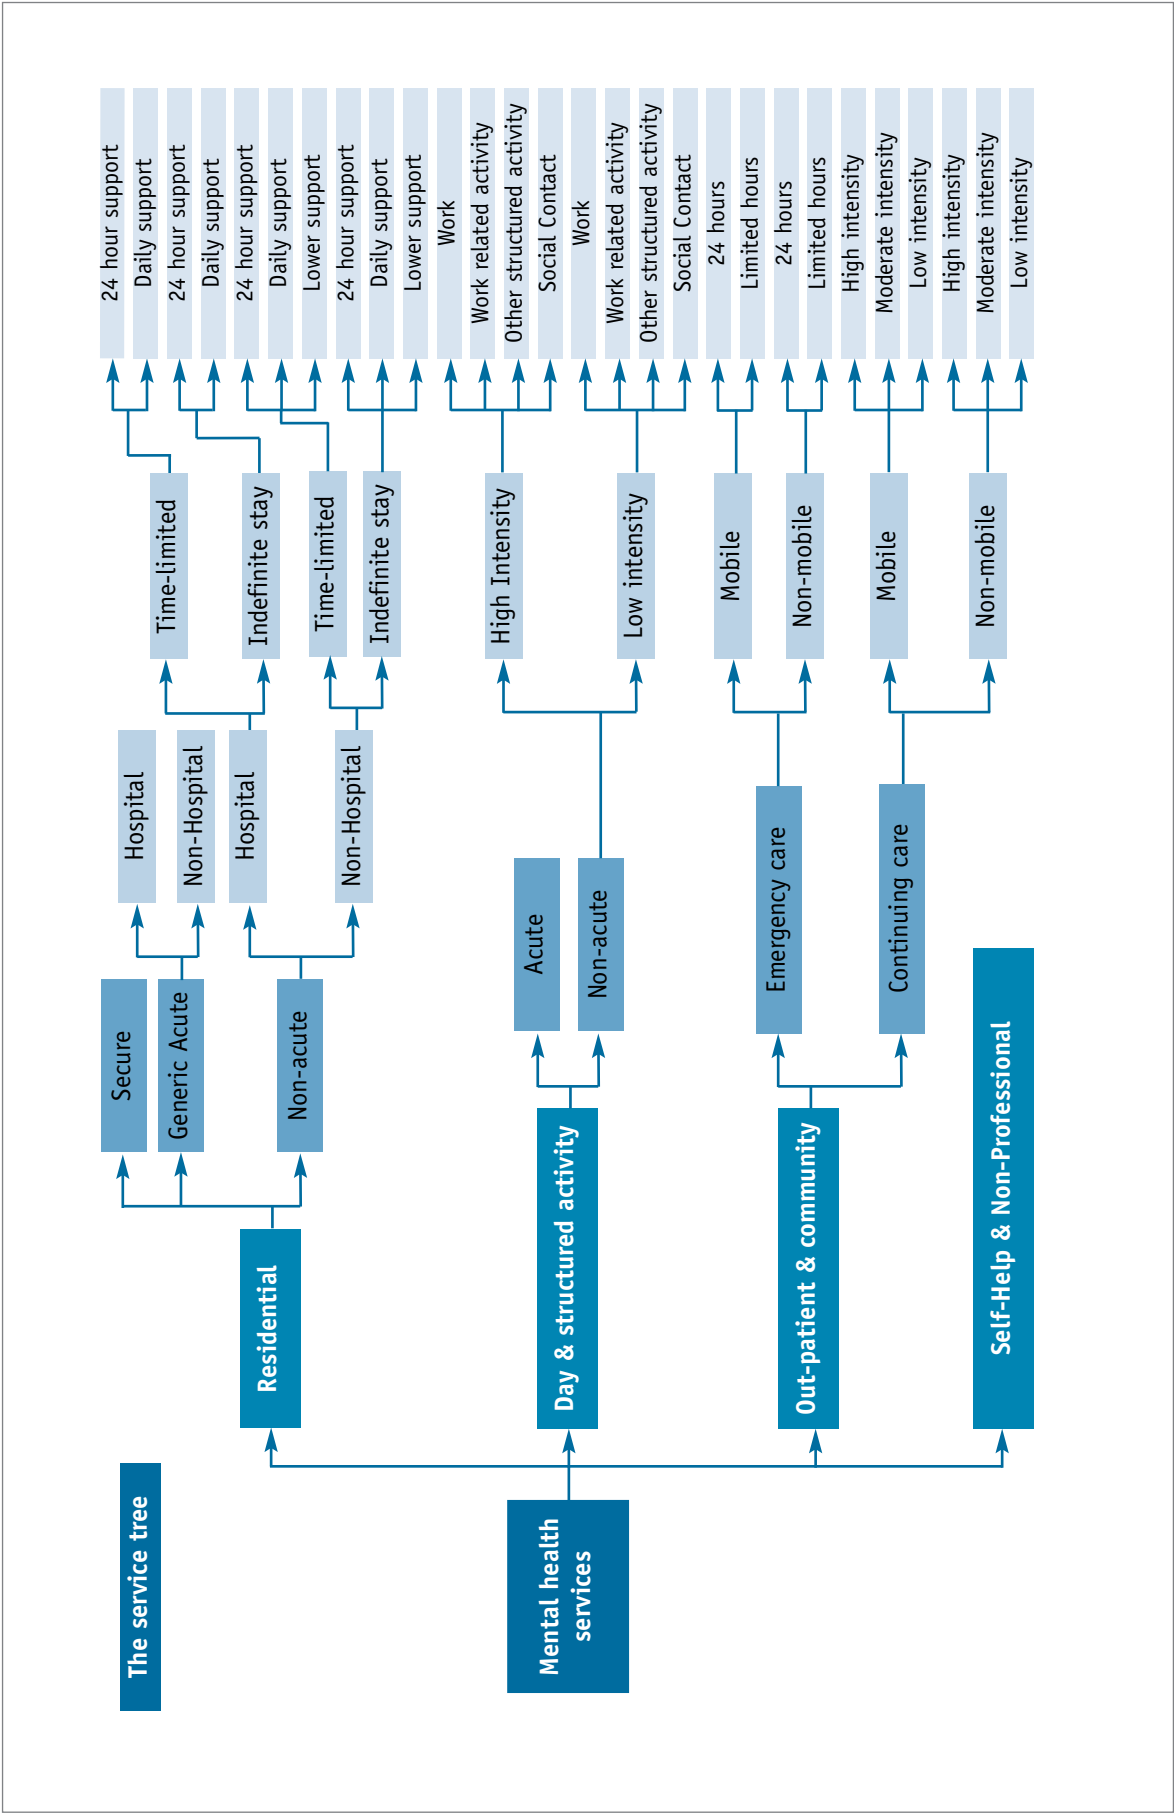 The service tree
Mental health
services
Residential
Day & structured activity
Out-patient & community
Self-Help & Non-Professional
Secure
Generic Acute
Non-acute
Acute
Non-acute
Emergency care
Continuing care
Hospital
Non-Hospital
Hospital
Non-Hospital
Time-limited
Indefinite stay
Time-limited
Indefinite stay
High Intensity
Low intensity
Mobile
Non-mobile
Mobile
Non-mobile
24 hour support
Daily support
24 hour support
Daily support
24 hour support
Daily support
Lower support
24 hour support
Daily support
Lower support
Work
Work related activity
Other structured activity
Social Contact
Work
Work related activity
Other structured activity
Social Contact
24 hours
Limited hours
24 hours
Limited hours
High intensity
Moderate intensity
Low intensity
High intensity
Moderate intensity
Low intensity